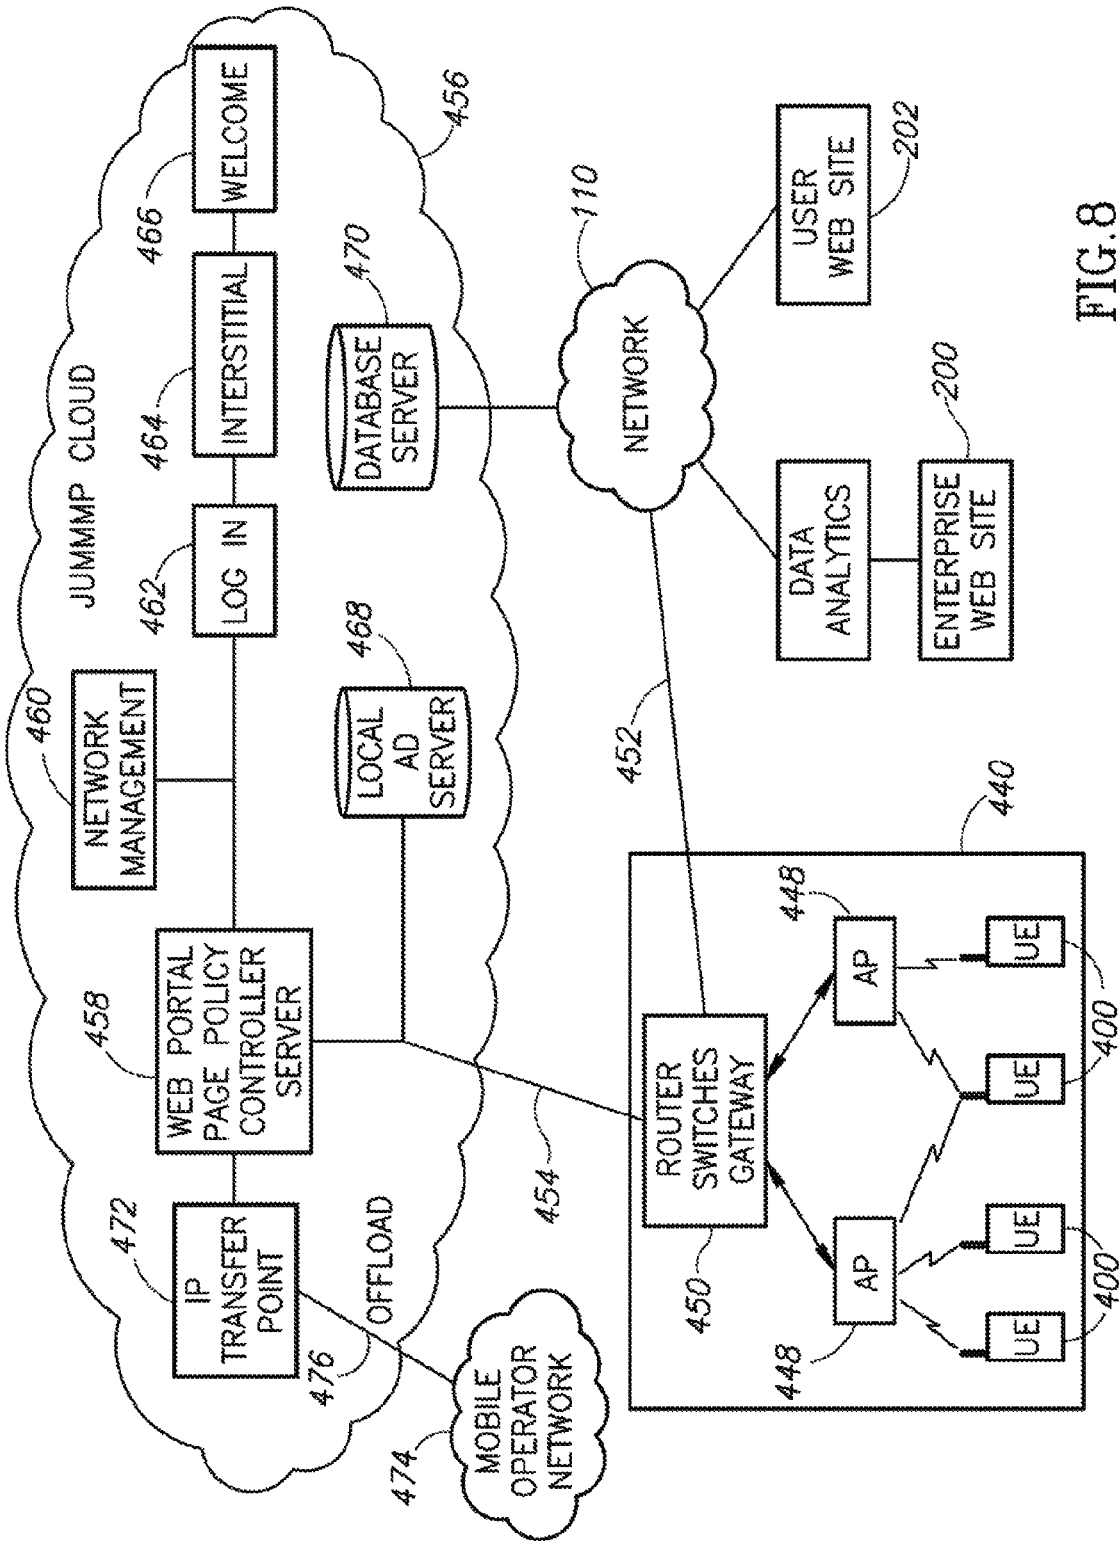 JUMMMP CLOUD
472
IP
TRANSFER
POINT
458
WEB PORTAL
PAGE POLICY
CONTROLLER
SERVER
460
NETWORK
MANAGEMENT
462
LOG IN
464
INTERSTITIAL
466
WELCOME
476
OFFLOAD
468
LOCAL
AD
SERVER
470
DATABASE
SERVER
456
474
MOBILE
OPERATOR
NETWORK
454
452
NETWORK
110
450
ROUTER
SWITCHES
GATEWAY
440
DATA
ANALYTICS
USER
WEB SITE
202
448
AP
AP
448
ENTERPRISE
WEB SITE
200
UE
UE
UE
UE
400
400
FIG.8